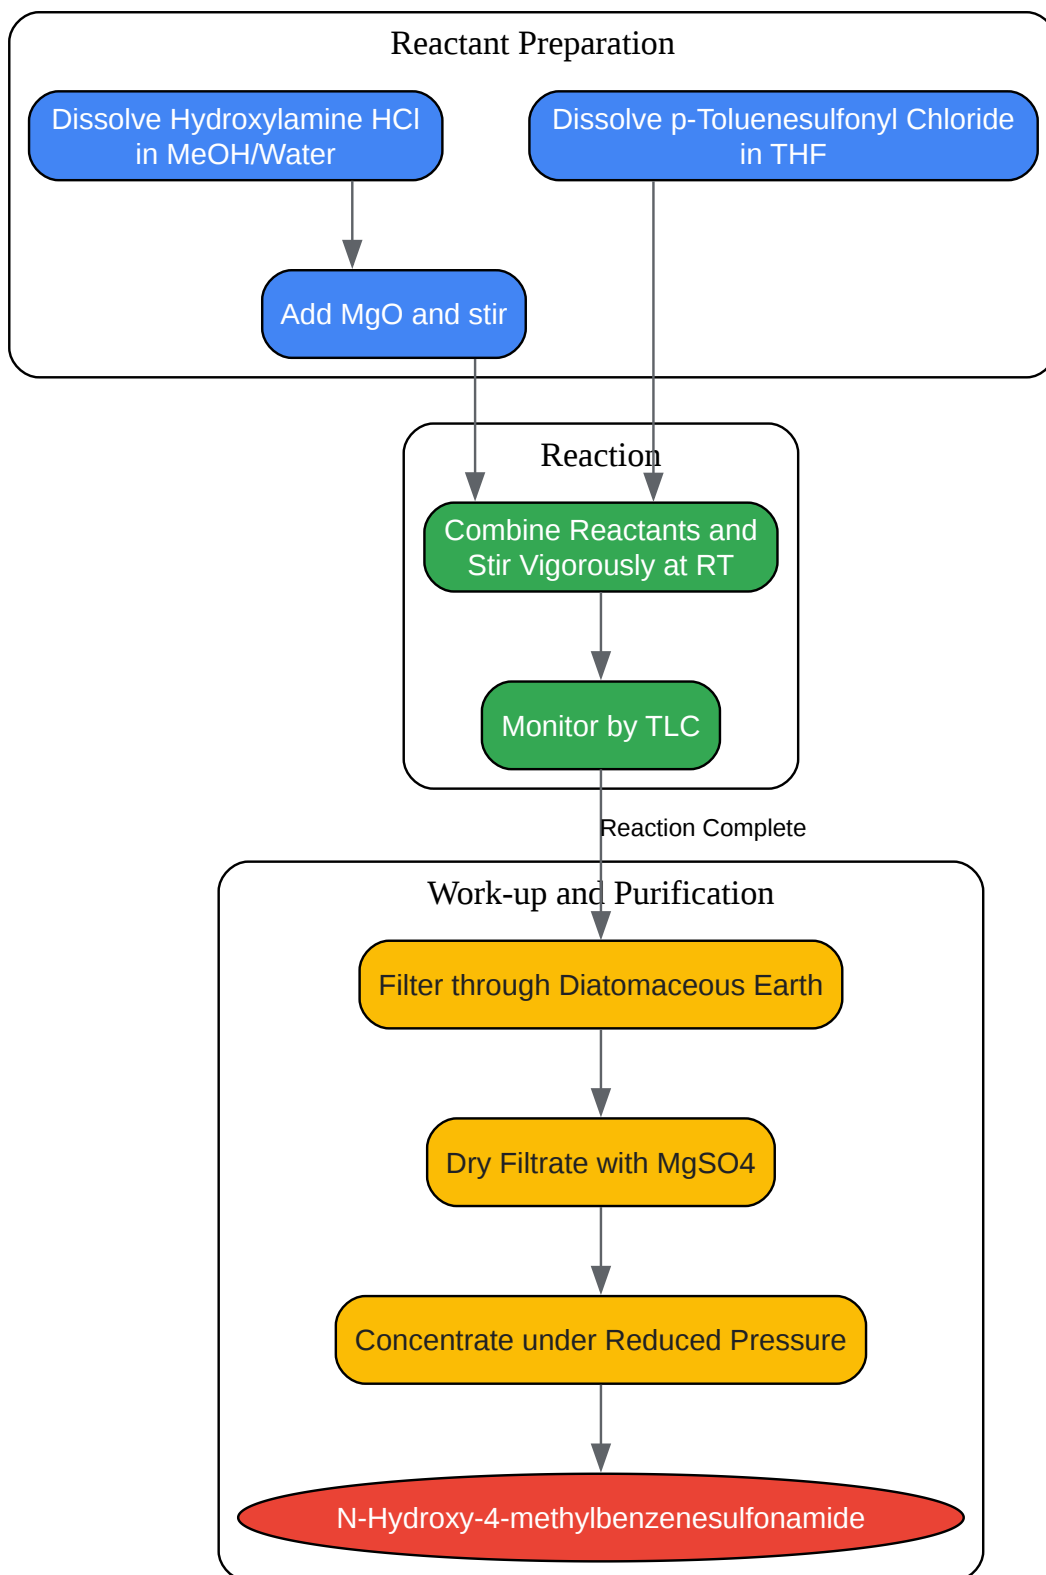 Reactant Preparation
Dissolve Hydroxylamine HCl
in MeOH/Water
Dissolve p-Toluenesulfonyl Chloride
in THF
Add MgO and stir
Reaction
Combine Reactants and
Stir Vigorously at RT
Monitor by TLC
Reaction Complete
Work-up and Purification
Filter through Diatomaceous Earth
Dry Filtrate with MgSO4
Concentrate under Reduced Pressure
N-Hydroxy-4-methylbenzenesulfonamide